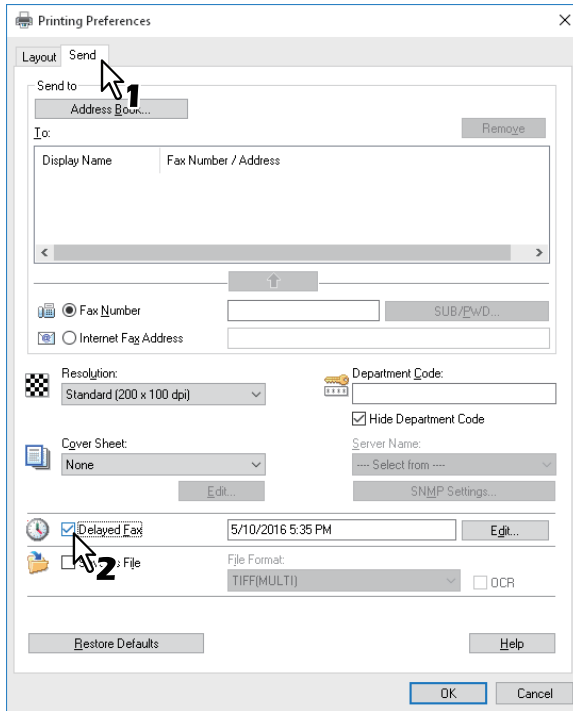 Printing Preferences
Layout Send
1
Send to
Address Book...
To:
Remove
Display Name Fax Number / Address
Fax Number
SUB/PWD...
Internet Fax Address
Resolution:
Standard (200 x 100 dpi)
Department Code:
Hide Department Code
Cover Sheet:
None
Edit...
Server Name:
---- Select from ----
SNMP Settings...
Delayed Fax
5/10/2016 5:35 PM
Edit...
2
File
File Format:
TIFF(MULTI)
OCR
Restore Defaults
Help
OK
Cancel